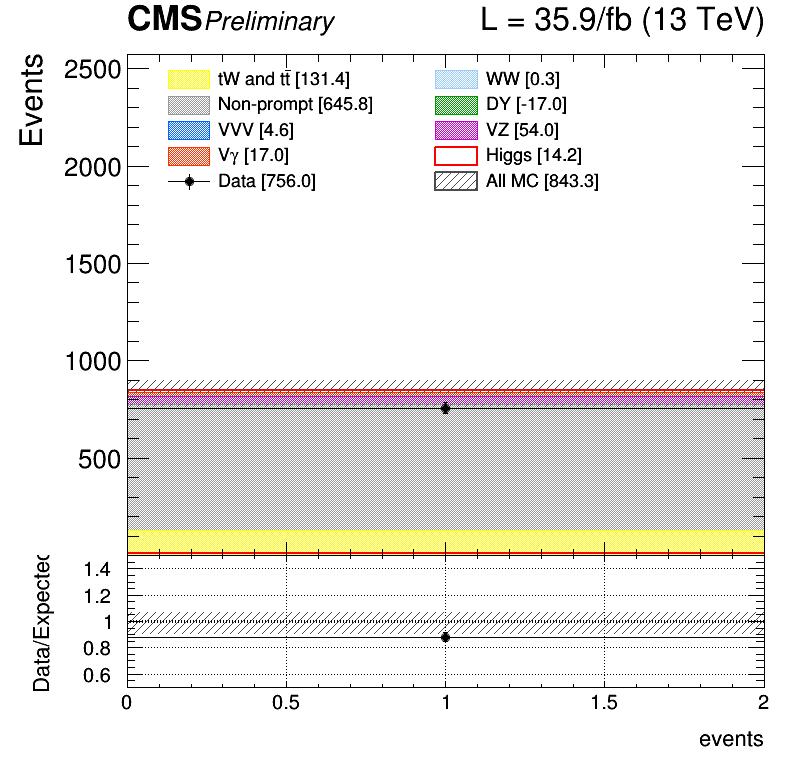 CMS Preliminary L = 35.9/fb (13 TeV)
Events
2500
2000
1500
1000
500
tW and tt̄ [131.4]
Non-prompt [645.8]
VVV [4.6]
Vγ [17.0]
Data [756.0]
WW [0.3]
DY [-17.0]
VZ [54.0]
Higgs [14.2]
All MC [843.3]
Data/Expected
1.4
1.2
1
0.8
0.6
0 0.5 1 1.5 2
events